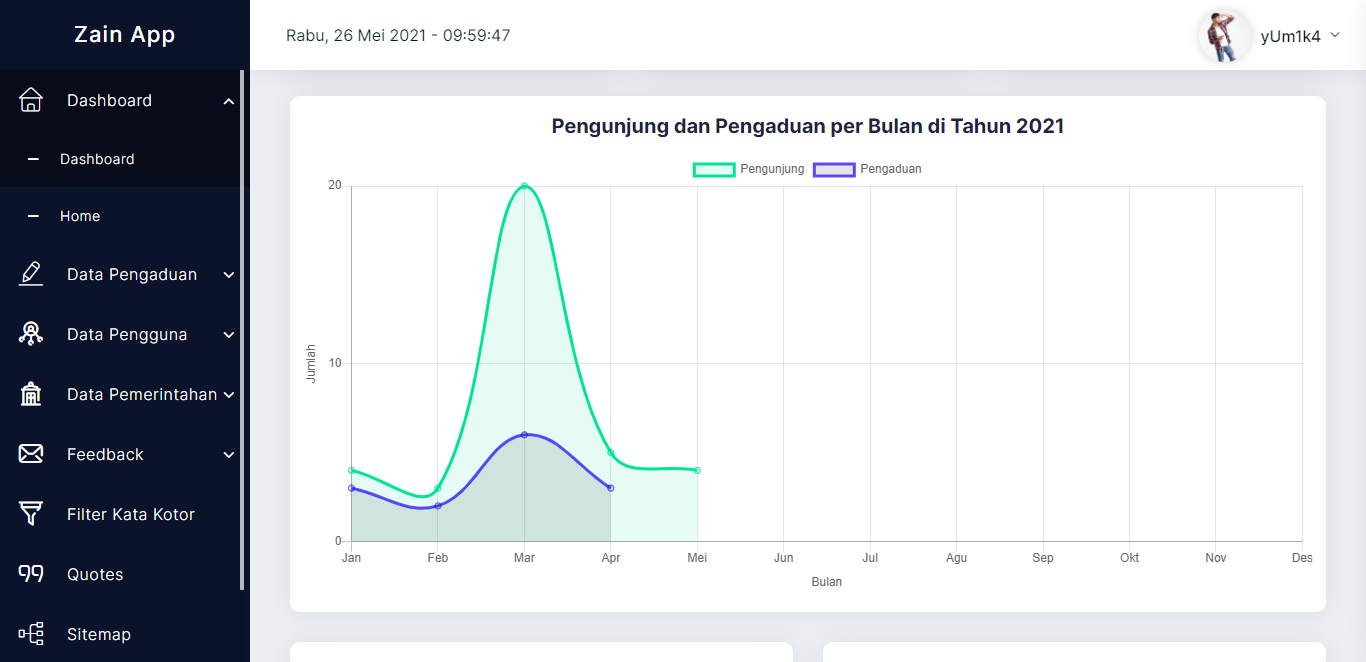 Zain App
Rabu, 26 Mei 2021 - 09:59:47
yUm1k4
Dashboard
Dashboard
Home
Data Pengaduan
Data Pengguna
Data Pemerintahan
Feedback
Filter Kata Kotor
Quotes
Sitemap
Pengunjung dan Pengaduan per Bulan di Tahun 2021
Pengunjung Pengaduan
20
10
0
Jumlah
Jan Feb Mar Apr Mei Jun Jul Agu Sep Okt Nov Des
Bulan